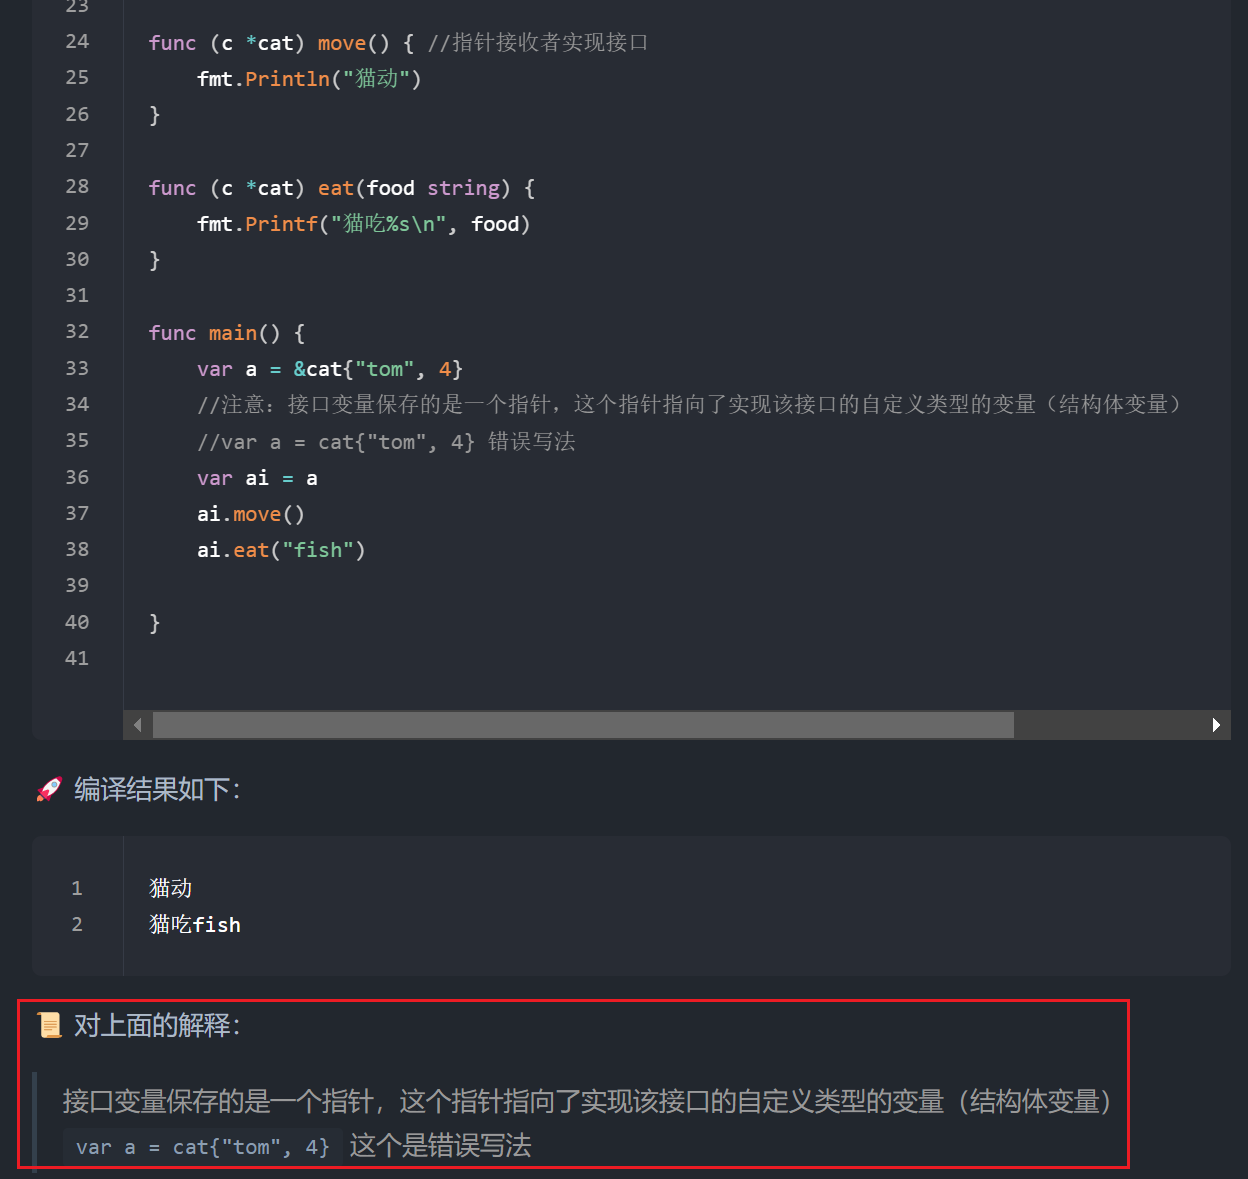 23
24 func (c *cat) move() { //指针接收者实现接口
25     fmt.Println("猫动")
26 }
27
28 func (c *cat) eat(food string) {
29     fmt.Printf("猫吃%s\n", food)
30 }
31
32 func main() {
33     var a = &cat{"tom", 4}
34     //注意：接口变量保存的是一个指针，这个指针指向了实现该接口的自定义类型的变量（结构体变量）
35     //var a = cat{"tom", 4} 错误写法
36     var ai = a
37     ai.move()
38     ai.eat("fish")
39
40 }
41
🚀 编译结果如下：
1 猫动
2 猫吃fish
📜 对上面的解释：
接口变量保存的是一个指针，这个指针指向了实现该接口的自定义类型的变量（结构体变量）
var a = cat{"tom", 4} 这个是错误写法